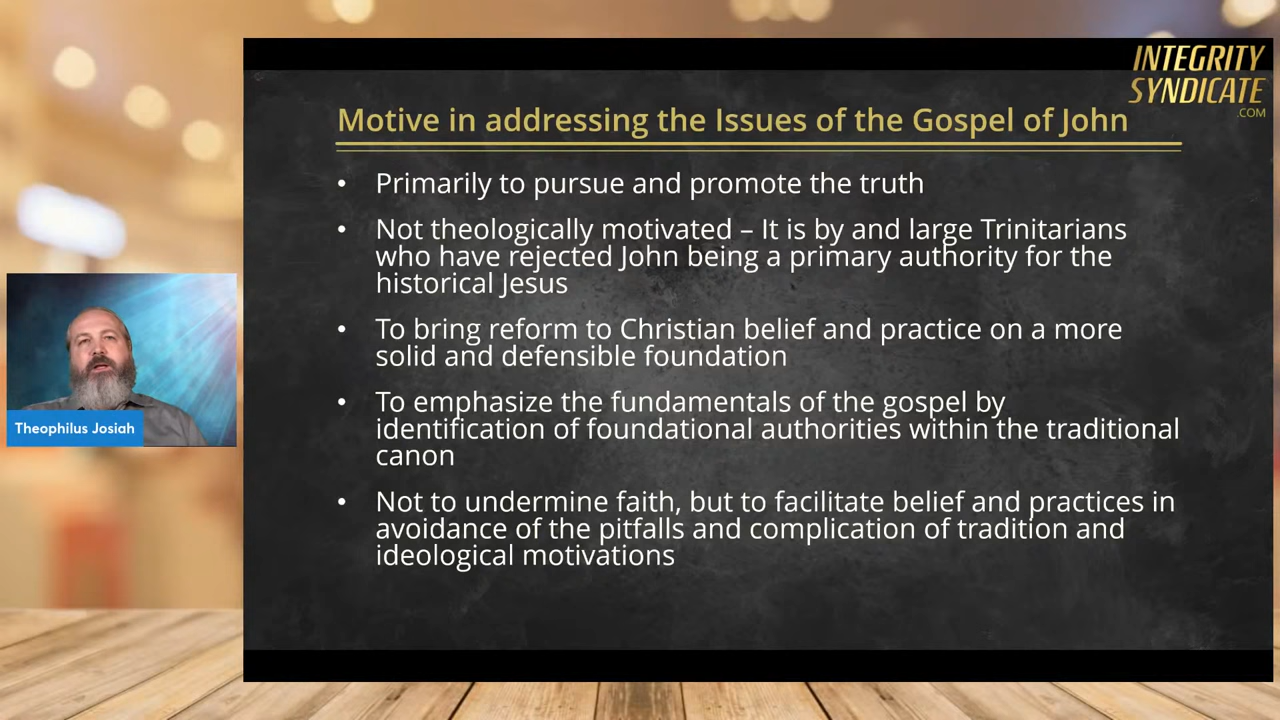 INTEGRITY
SYNDICATE
.COM
Motive in addressing the Issues of the Gospel of John
• Primarily to pursue and promote the truth
• Not theologically motivated – It is by and large Trinitarians
who have rejected John being a primary authority for the
historical Jesus
• To bring reform to Christian belief and practice on a more
solid and defensible foundation
• To emphasize the fundamentals of the gospel by
identification of foundational authorities within the traditional
canon
• Not to undermine faith, but to facilitate belief and practices in
avoidance of the pitfalls and complication of tradition and
ideological motivations
Theophilus Josiah